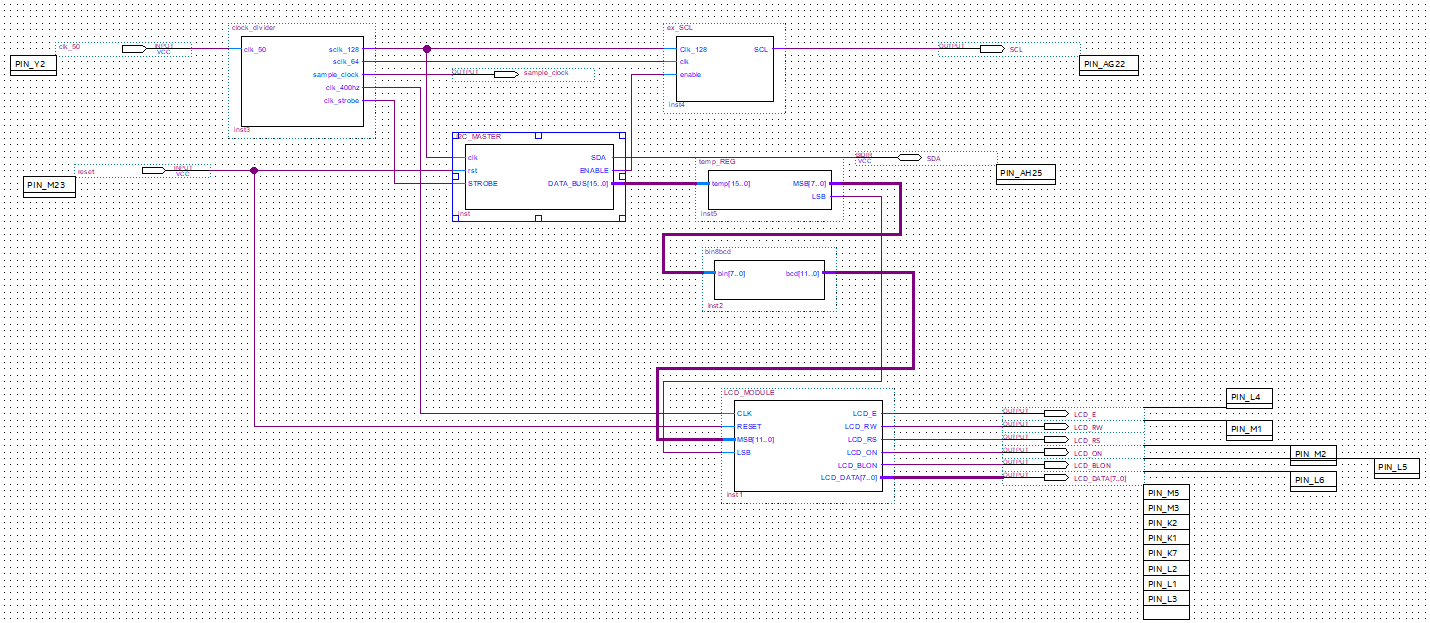 clock_divider
clk_50
INPUT
VCC
PIN_Y2
clk_50
sclk_128
sclk_64
sample_clock
clk_400hz
clk_strobe
inst3
OUTPUT
sample_clock
ex_SCL
Clk_128
clk
enable
SCL
inst4
OUTPUT
SCL
PIN_AG22
reset
INPUT
VCC
PIN_M23
C_MASTER
clk
rst
STROBE
SDA
ENABLE
DATA_BUS[15..0]
inst
temp_REG
temp[15..0]
MSB[7..0]
LSB
inst5
BIDIR
VCC
SDA
PIN_AH25
bin8bcd
bin[7..0]
bcd[11..0]
inst2
LCD_MODULE
CLK
RESET
MSB[11..0]
LSB
LCD_E
LCD_RW
LCD_RS
LCD_ON
LCD_BLON
LCD_DATA[7..0]
inst1
OUTPUT
LCD_E
OUTPUT
LCD_RW
OUTPUT
LCD_RS
OUTPUT
LCD_ON
OUTPUT
LCD_BLON
OUTPUT
LCD_DATA[7..0]
PIN_L4
PIN_M1
PIN_M2
PIN_L5
PIN_L6
PIN_M5
PIN_M3
PIN_K2
PIN_K1
PIN_K7
PIN_L2
PIN_L1
PIN_L3